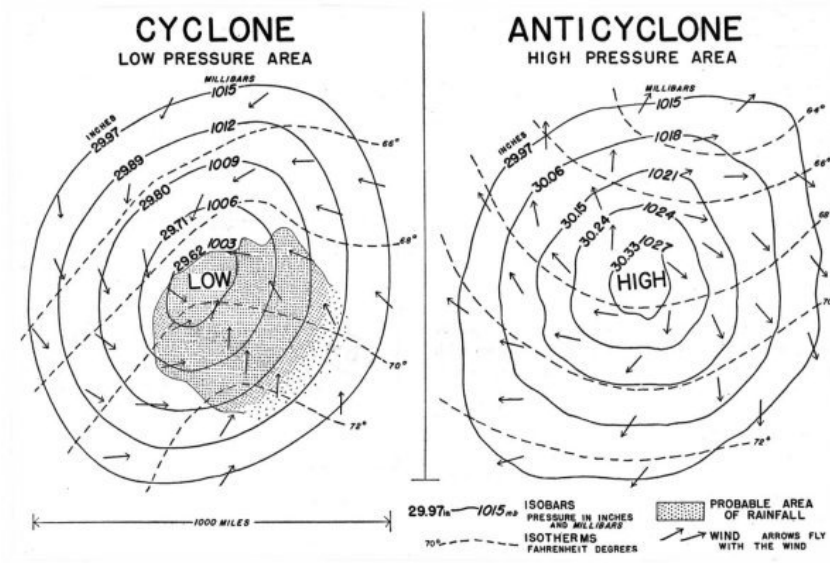 CYCLONE
LOW PRESSURE AREA
MILLIBARS
1015
INCHES
29.97
1012
29.89
1009
29.80
1006
29.71
1003
29.62
LOW
66°
68°
70°
72°
1000 MILES
ANTICYCLONE
HIGH PRESSURE AREA
MILLIBARS
1015
INCHES
29.97
1018
30.06
1021
30.15
1024
30.24
1027
30.33
HIGH
64°
66°
68
70
72°
29.97in 1015mb ISOBARS
PRESSURE IN INCHES
AND MILLIBARS
70° ISOTHERMS
FAHRENHEIT DEGREES
PROBABLE AREA
OF RAINFALL
WIND ARROWS FLY
WITH THE WIND